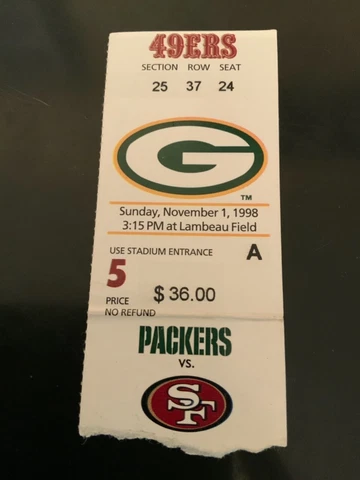 49ERS
SECTION ROW SEAT
25 37 24
G
TM
Sunday, November 1, 1998
3:15 PM at Lambeau Field
USE STADIUM ENTRANCE A
5
PRICE $ 36.00
NO REFUND
PACKERS
VS.
SF